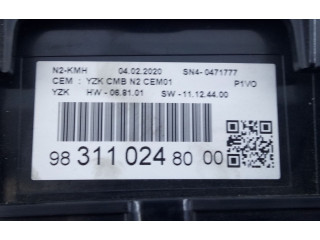 N2-KMH 04.02.2020 SN4-0471777
CEM : YZK CMB N2 CEM01 P1VO
YZK HW - 06.81.01 SW - 11.12.44.00
98 311 024 80 00